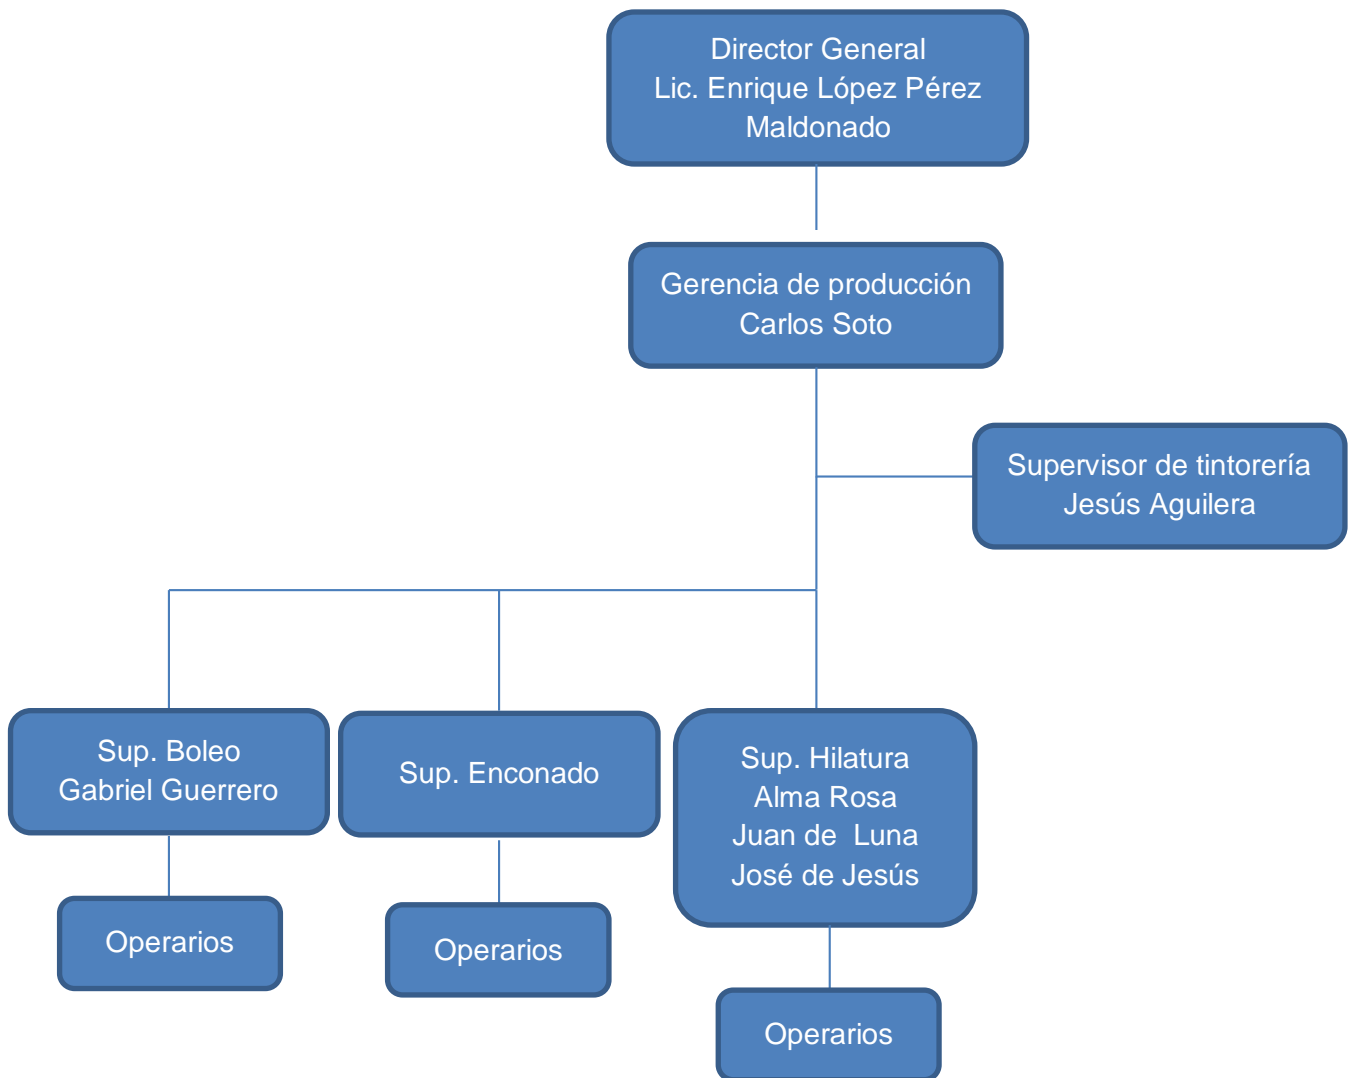 Director General
Lic. Enrique López Pérez
Maldonado
Gerencia de producción
Carlos Soto
Supervisor de tintorería
Jesús Aguilera
Sup. Boleo
Gabriel Guerrero
Sup. Enconado
Sup. Hilatura
Alma Rosa
Juan de  Luna
José de Jesús
Operarios
Operarios
Operarios